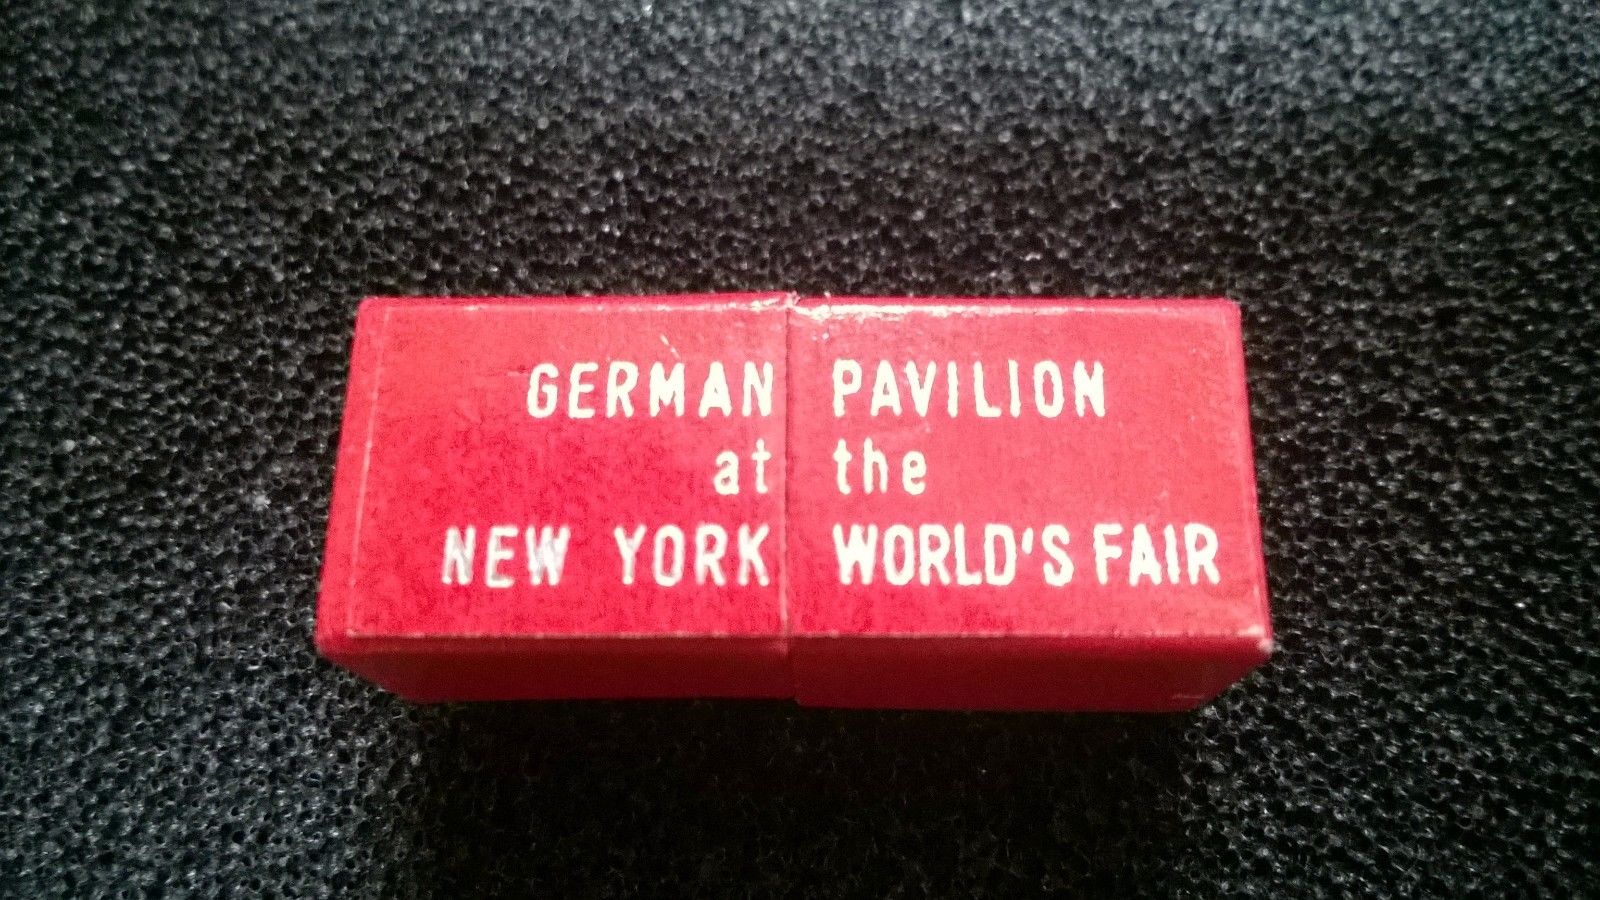 GERMAN PAVILION
at the
NEW YORK WORLD'S FAIR